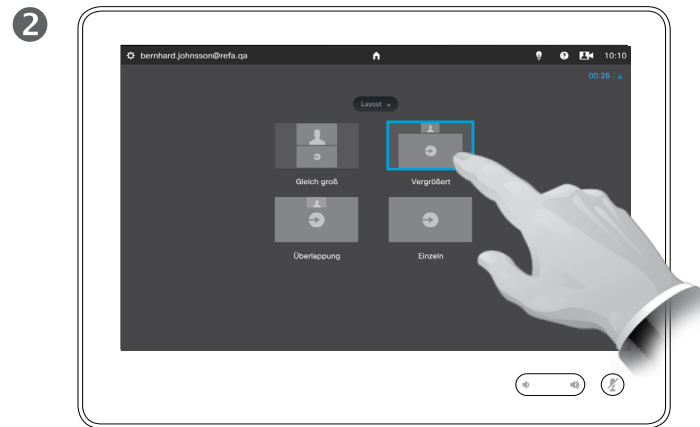 2
bernhard.johnsson@refa.qa
10:10
00:26
Layout
Gleich groß
Vergrößert
Überlappung
Einzeln